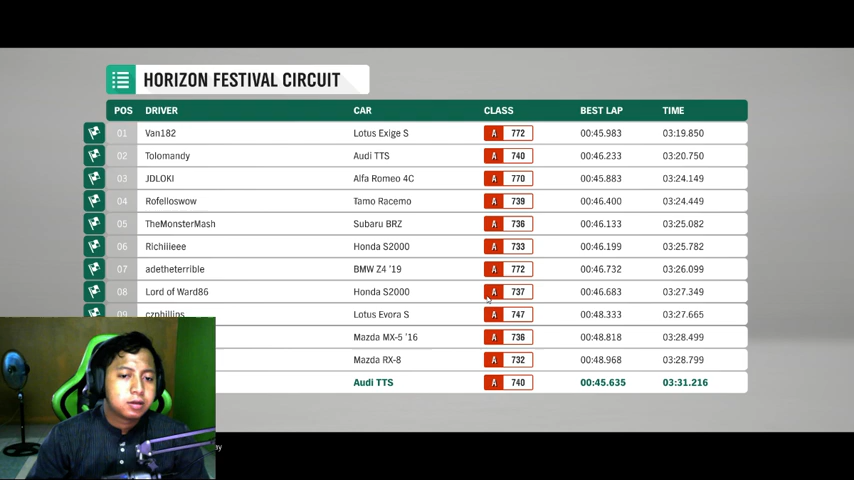 HORIZON FESTIVAL CIRCUIT
POS DRIVER CAR CLASS BEST LAP TIME
01 Van182 Lotus Exige S A 772 00:45.983 03:19.850
02 Tolomandy Audi TTS A 740 00:46.233 03:20.750
03 JDLOKI Alfa Romeo 4C A 770 00:45.883 03:24.149
04 Rofelloswow Tamo Racemo A 739 00:46.400 03:24.449
05 TheMonsterMash Subaru BRZ A 736 00:46.133 03:25.082
06 Richiiieee Honda S2000 A 733 00:46.199 03:25.782
07 adetheterrible BMW Z4 '19 A 772 00:46.732 03:26.099
08 Lord of Ward86 Honda S2000 A 737 00:46.683 03:27.349
09 czphillips Lotus Evora S A 747 00:48.333 03:27.665
Mazda MX-5 '16 A 736 00:48.818 03:28.499
Mazda RX-8 A 732 00:48.968 03:28.799
Audi TTS A 740 00:45.635 03:31.216